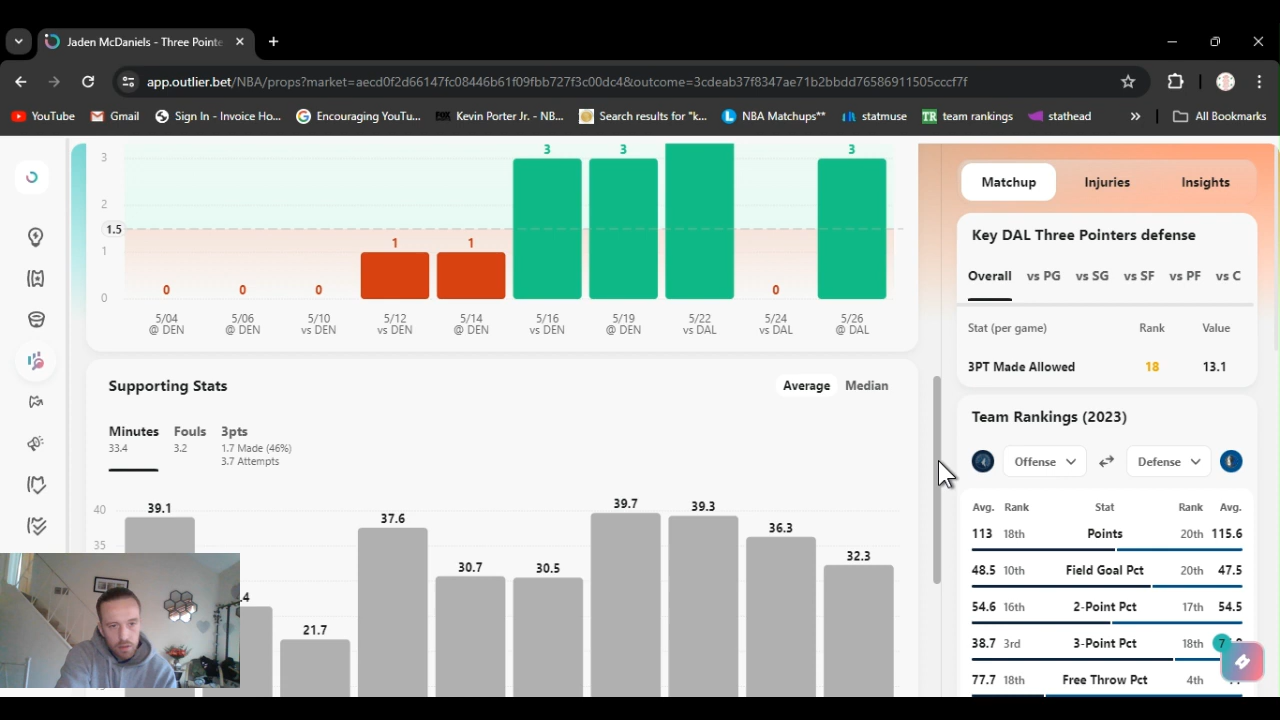 Jaden McDaniels - Three Pointe
app.outlier.bet/NBA/props?market=aecd0f2d66147fc08446b61f09fbb727f3c00dc4&outcome=3cdeab37f8347ae71b2bbdd76586911505cccf7f
YouTube Gmail Sign In - Invoice Ho... Encouraging YouTu... Kevin Porter Jr. - NB... Search results for "k... NBA Matchups** statmuse team rankings stathead All Bookmarks
3
2
1.5
1
0
0 0 0 1 1 3 3 0 3
5/04 5/06 5/10 5/12 5/14 5/16 5/19 5/22 5/24 5/26
@ DEN @ DEN vs DEN vs DEN @ DEN vs DEN @ DEN vs DAL vs DAL @ DAL
Supporting Stats
Average Median
Minutes Fouls 3pts
33.4 3.2 1.7 Made (46%)
3.7 Attempts
40
35
39.1 .4 21.7 37.6 30.7 30.5 39.7 39.3 36.3 32.3
Matchup Injuries Insights
Key DAL Three Pointers defense
Overall vs PG vs SG vs SF vs PF vs C
Stat (per game) Rank Value
3PT Made Allowed 18 13.1
Team Rankings (2023)
Offense Defense
Avg. Rank Stat Rank Avg.
113 18th Points 20th 115.6
48.5 10th Field Goal Pct 20th 47.5
54.6 16th 2-Point Pct 17th 54.5
38.7 3rd 3-Point Pct 18th
77.7 18th Free Throw Pct 4th